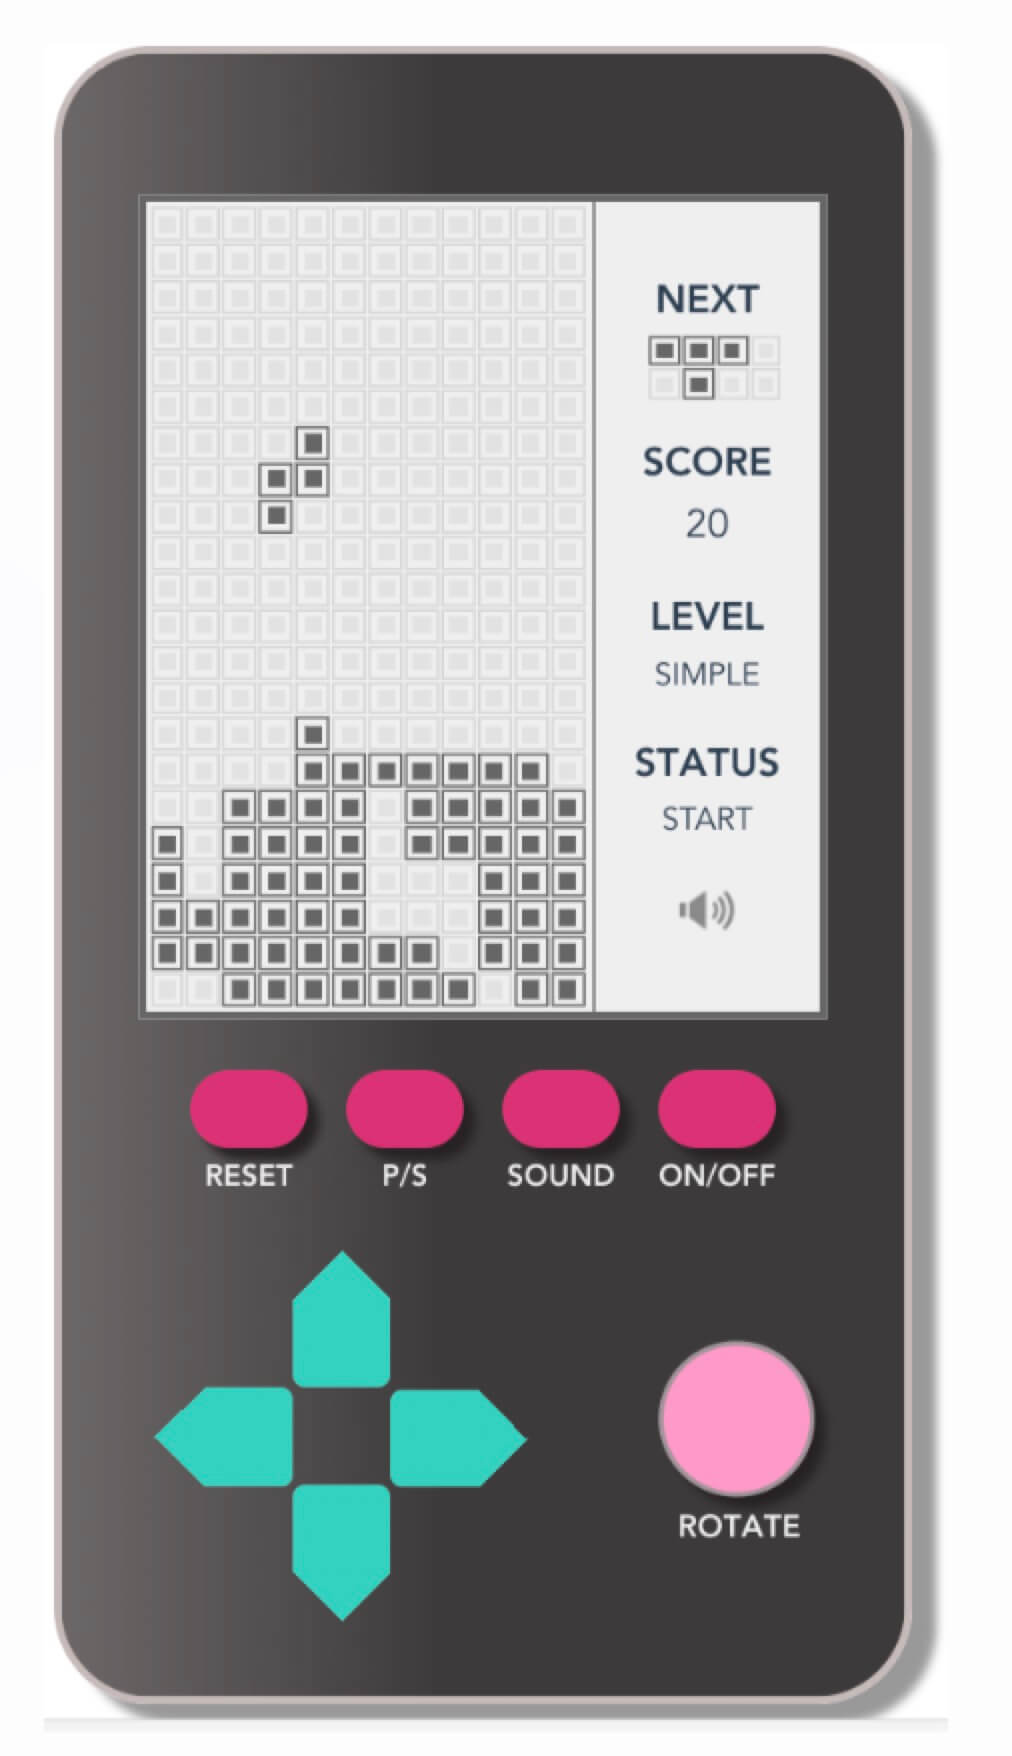 NEXT
SCORE
20
LEVEL
SIMPLE
STATUS
START
RESET
P/S
SOUND
ON/OFF
ROTATE